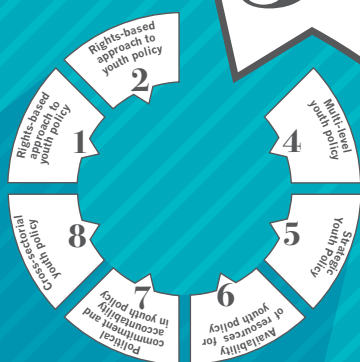 Rights-based
approach to
youth policy
1
Rights-based
approach to
youth policy
2
Multi-level
youth policy
4
Strategic
Youth Policy
5
Availability
of resources for
youth policy
6
Political
commitment and
accountability
in youth policy
7
Cross-sectorial
youth policy
8